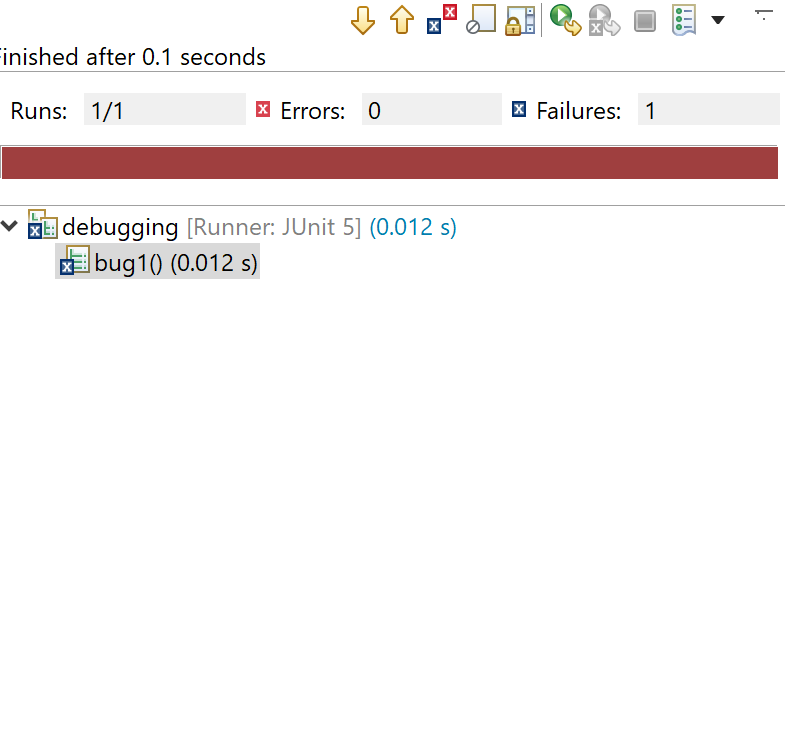 Finished after 0.1 seconds
Runs: 1/1 Errors: 0 Failures: 1
debugging [Runner: JUnit 5] (0.012 s)
bug1() (0.012 s)